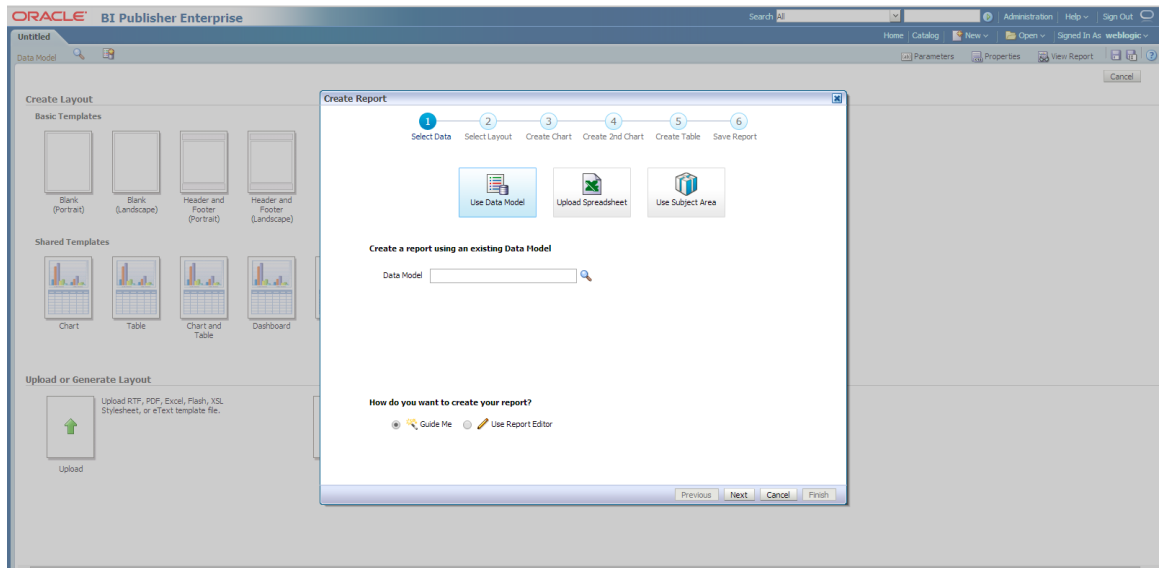 ORACLE BI Publisher Enterprise
Search All
Administration Help Sign Out
Untitled
Home Catalog New Open Signed In As weblogic
Data Model
Parameters Properties View Report
Cancel
Create Layout
Basic Templates
Blank (Portrait)
Blank (Landscape)
Header and Footer (Portrait)
Header and Footer (Landscape)
Shared Templates
Chart
Table
Chart and Table
Dashboard
Upload or Generate Layout
Upload RTF, PDF, Excel, Flash, XSL
Stylesheet, or eText template file.
Upload
Create Report
1 2 3 4 5 6
Select Data Select Layout Create Chart Create 2nd Chart Create Table Save Report
Use Data Model Upload Spreadsheet Use Subject Area
Create a report using an existing Data Model
Data Model
How do you want to create your report?
Guide Me Use Report Editor
Previous Next Cancel Finish